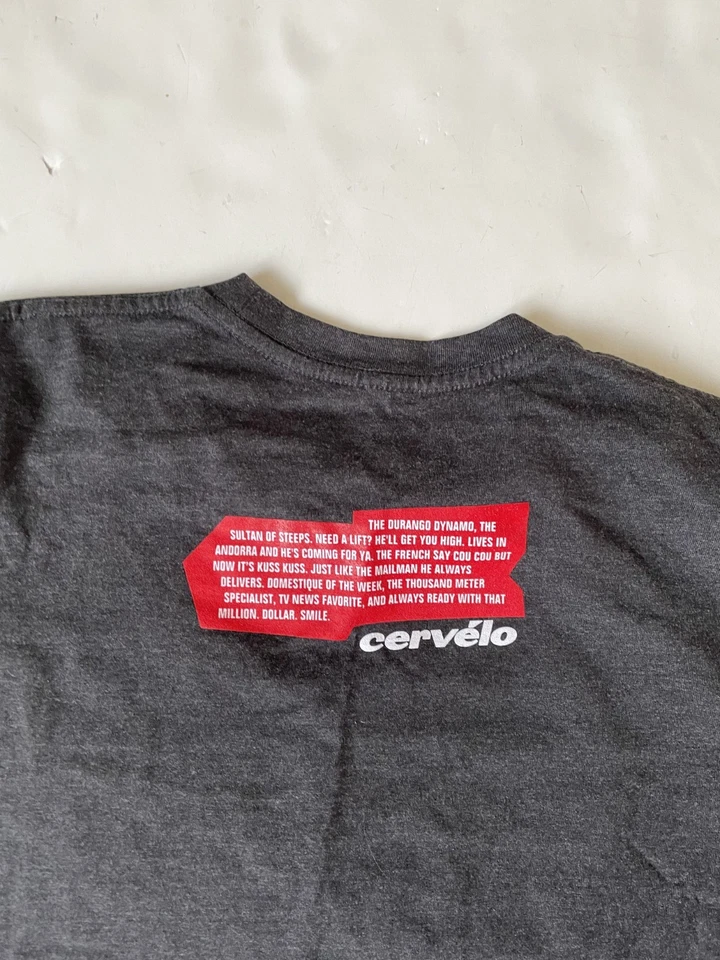 THE DURANGO DYNAMO, THE
SULTAN OF STEEPS. NEED A LIFT? HE'LL GET YOU HIGH. LIVES IN
ANDORRA AND HE'S COMING FOR YA. THE FRENCH SAY COU COU BUT
NOW IT'S KUSS KUSS. JUST LIKE THE MAILMAN HE ALWAYS
DELIVERS. DOMESTIQUE OF THE WEEK, THE THOUSAND METER
SPECIALIST, TV NEWS FAVORITE, AND ALWAYS READY WITH THAT
MILLION. DOLLAR. SMILE.
cervélo